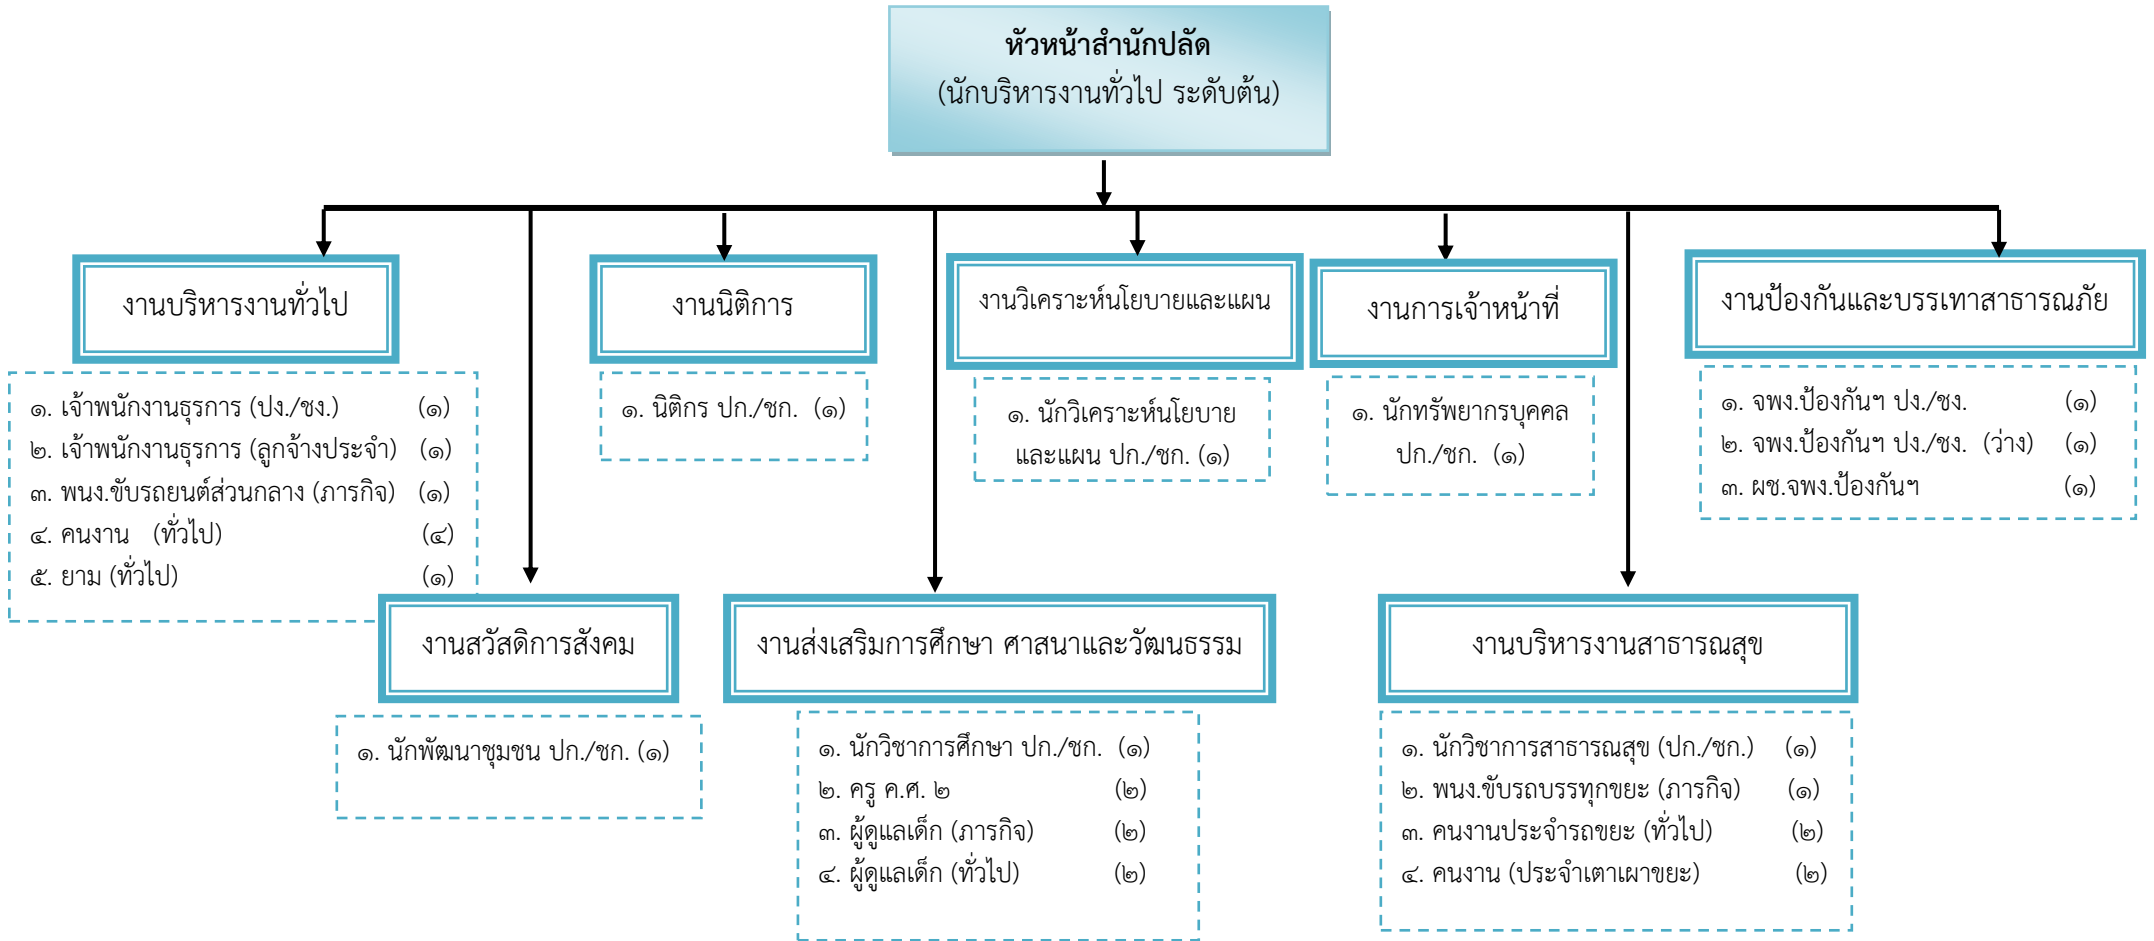 หัวหน้าสำนักปลัด
(นักบริหารงานทั่วไป ระดับต้น)
งานบริหารงานทั่วไป
๑. เจ้าพนักงานธุรการ (ปง./ชง.) (๑)
๒. เจ้าพนักงานธุรการ (ลูกจ้างประจำ) (๑)
๓. พนง.ขับรถยนต์ส่วนกลาง (ภารกิจ) (๑)
๔. คนงาน (ทั่วไป) (๔)
๕. ยาม (ทั่วไป) (๑)
งานนิติการ
๑. นิติกร ปก./ชก. (๑)
งานวิเคราะห์นโยบายและแผน
๑. นักวิเคราะห์นโยบาย
และแผน ปก./ชก. (๑)
งานการเจ้าหน้าที่
๑. นักทรัพยากรบุคคล
ปก./ชก. (๑)
งานป้องกันและบรรเทาสาธารณภัย
๑. จพง.ป้องกันฯ ปง./ชง. (๑)
๒. จพง.ป้องกันฯ ปง./ชง. (ว่าง) (๑)
๓. ผช.จพง.ป้องกันฯ (๑)
งานสวัสดิการสังคม
๑. นักพัฒนาชุมชน ปก./ชก. (๑)
งานส่งเสริมการศึกษา ศาสนาและวัฒนธรรม
๑. นักวิชาการศึกษา ปก./ชก. (๑)
๒. ครู ค.ศ. ๒ (๒)
๓. ผู้ดูแลเด็ก (ภารกิจ) (๒)
๔. ผู้ดูแลเด็ก (ทั่วไป) (๒)
งานบริหารงานสาธารณสุข
๑. นักวิชาการสาธารณสุข (ปก./ชก.) (๑)
๒. พนง.ขับรถบรรทุกขยะ (ภารกิจ) (๑)
๓. คนงานประจำรถขยะ (ทั่วไป) (๒)
๔. คนงาน (ประจำเตาเผาขยะ) (๒)